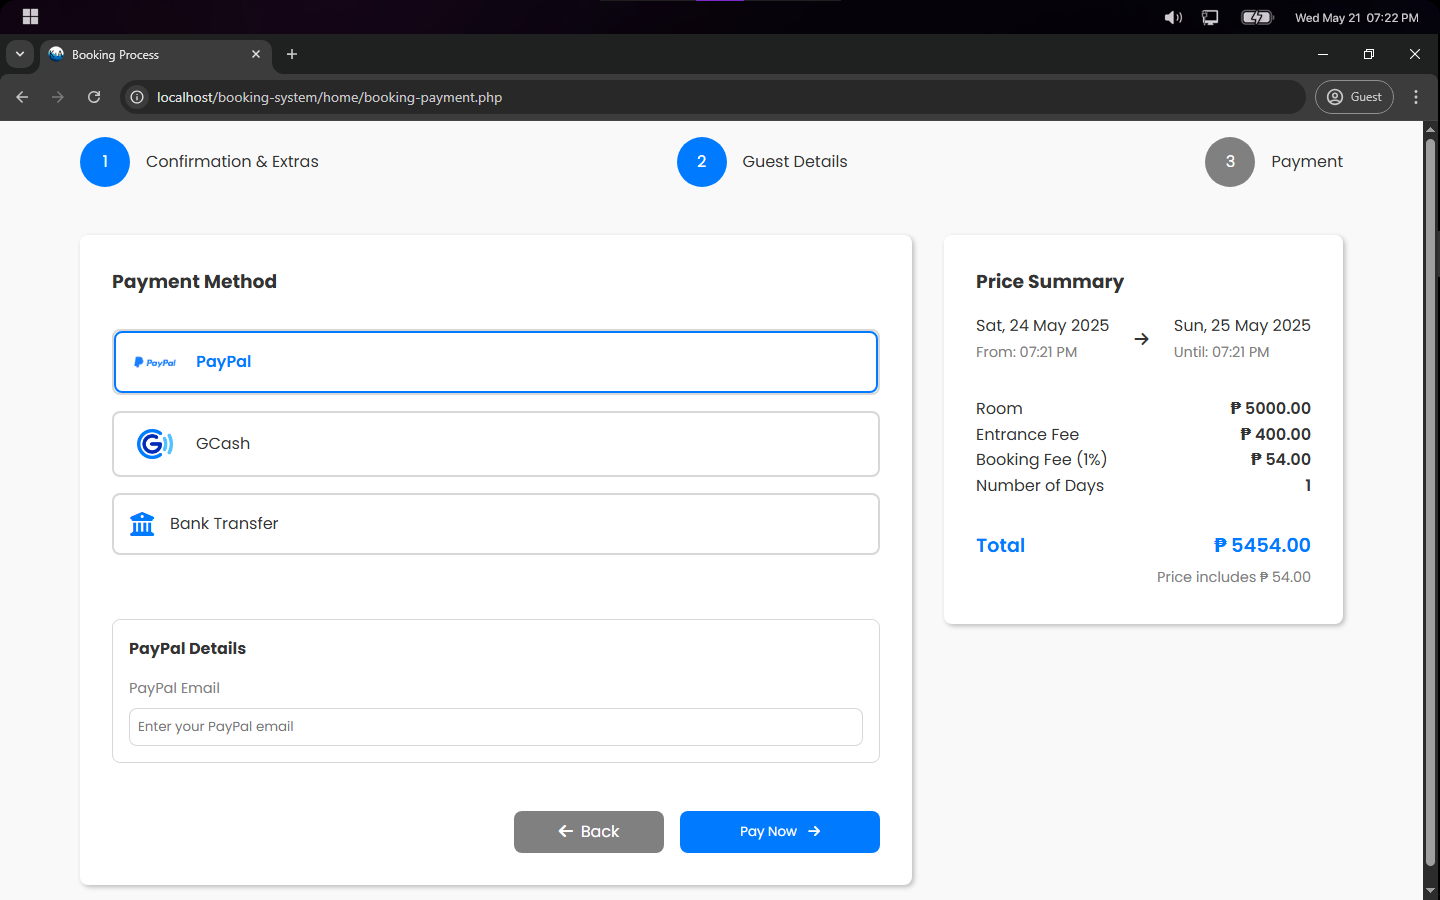 Wed May 21 07:22 PM
Booking Process
localhost/booking-system/home/booking-payment.php
Guest
1 Confirmation & Extras
2 Guest Details
3 Payment
Payment Method
PayPal PayPal
GCash
Bank Transfer
PayPal Details
PayPal Email
Enter your PayPal email
Back
Pay Now
Price Summary
Sat, 24 May 2025
From: 07:21 PM
Sun, 25 May 2025
Until: 07:21 PM
Room ₱ 5000.00
Entrance Fee ₱ 400.00
Booking Fee (1%) ₱ 54.00
Number of Days 1
Total ₱ 5454.00
Price includes ₱ 54.00